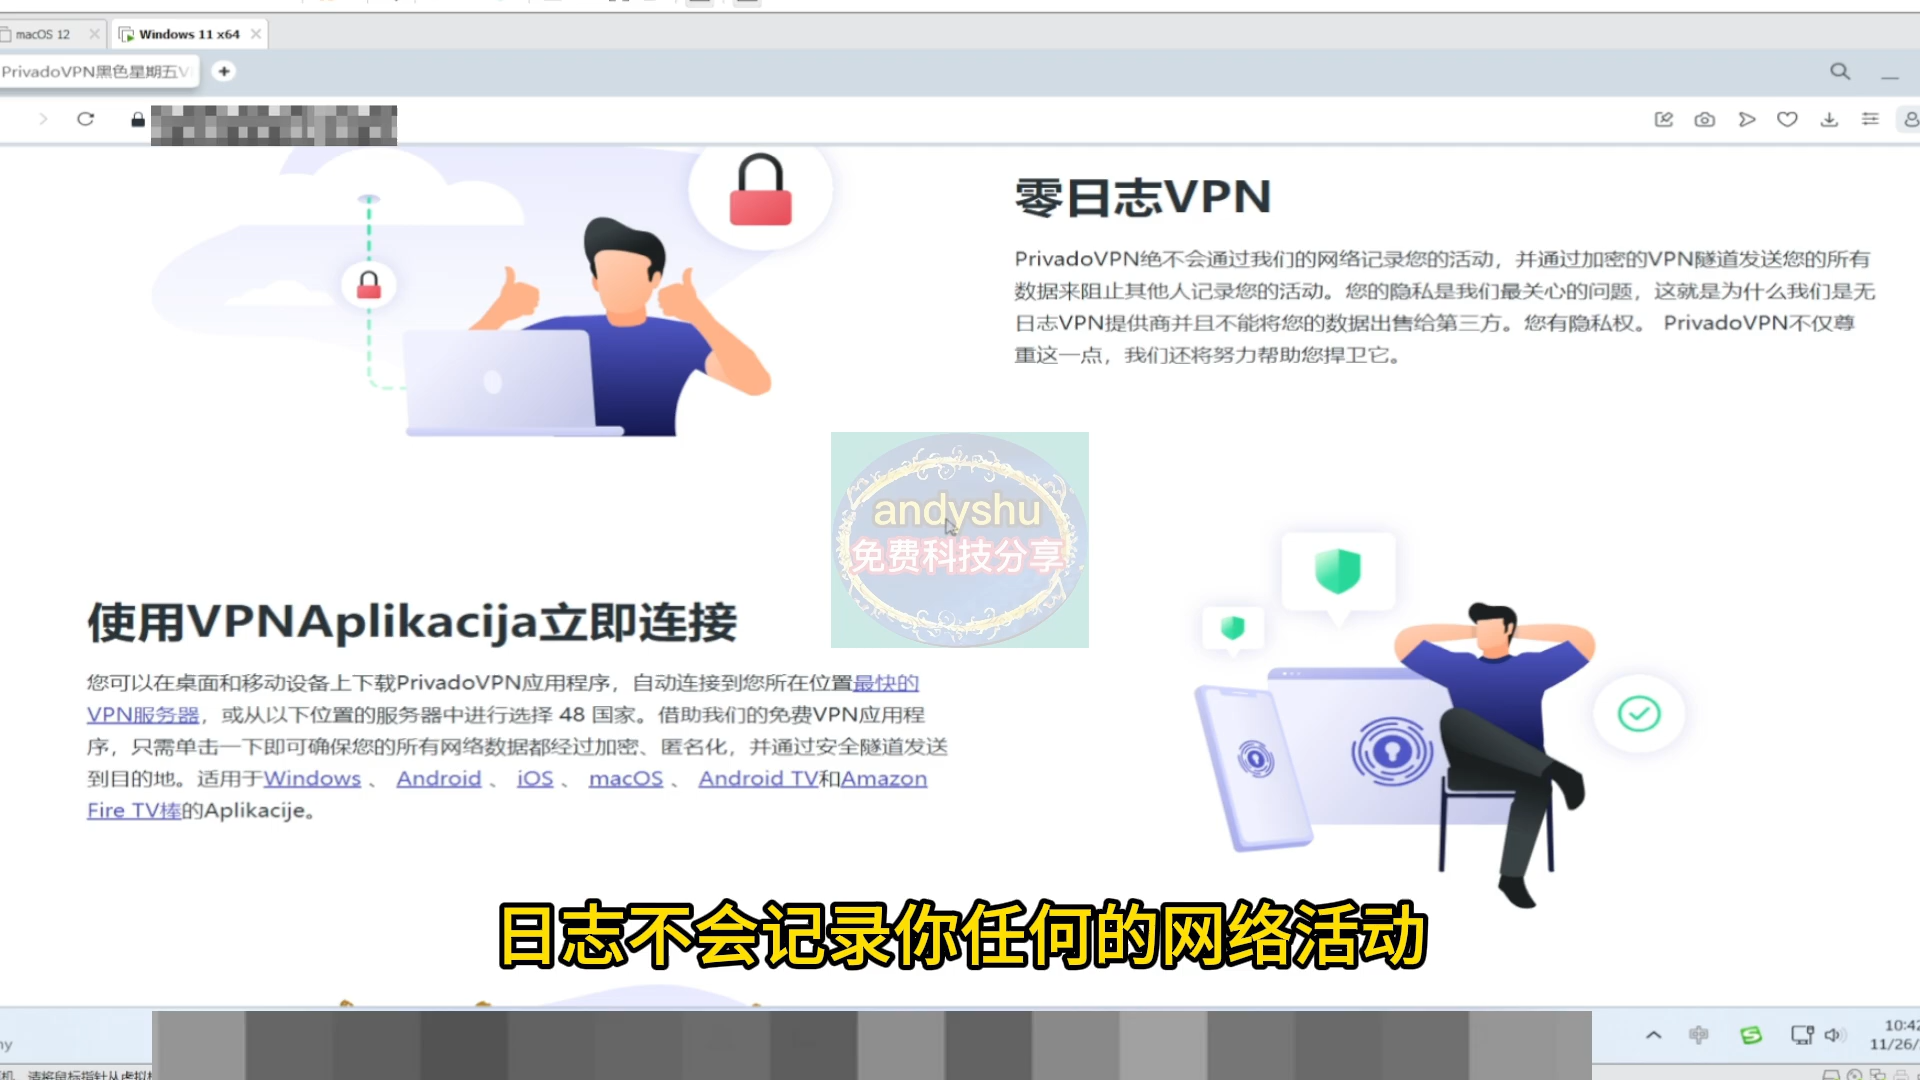 macOS 12
Windows 11 x64
PrivadoVPN黑色星期五V
零日志VPN
PrivadoVPN绝不会通过我们的网络记录您的活动，并通过加密的VPN隧道发送您的所有
数据来阻止其他人记录您的活动。您的隐私是我们最关心的问题，这就是为什么我们是无
日志VPN提供商并且不能将您的数据出售给第三方。您有隐私权。 PrivadoVPN不仅尊
重这一点，我们还将努力帮助您捍卫它。
andyshu
免费科技分享
使用VPNAplikacija立即连接
您可以在桌面和移动设备上下载PrivadoVPN应用程序，自动连接到您所在位置最快的
VPN服务器，或从以下位置的服务器中进行选择 48 国家。借助我们的免费VPN应用程
序，只需单击一下即可确保您的所有网络数据都经过加密、匿名化，并通过安全隧道发送
到目的地。适用于Windows 、 Android 、 iOS 、 macOS 、 Android TV和Amazon
Fire TV棒的Aplikacije。
日志不会记录你任何的网络活动
中
10:42
11/26/